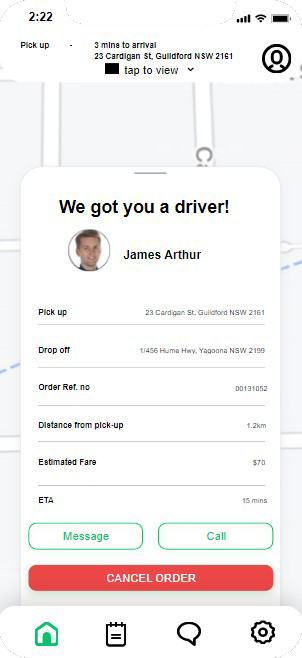 2:22
Pick up - 3 mins to arrival
23 Cardigan St, Guildford NSW 2161
tap to view
Ca
We got you a driver!
James Arthur
Pick up 23 Cardigan St, Guildford NSW 2161
Drop off 1/456 Hume Hwy, Yagoona NSW 2199
Order Ref. no 00131052
Distance from pick-up 1.2km
Estimated Fare $70
ETA 15 mins
Message Call
CANCEL ORDER